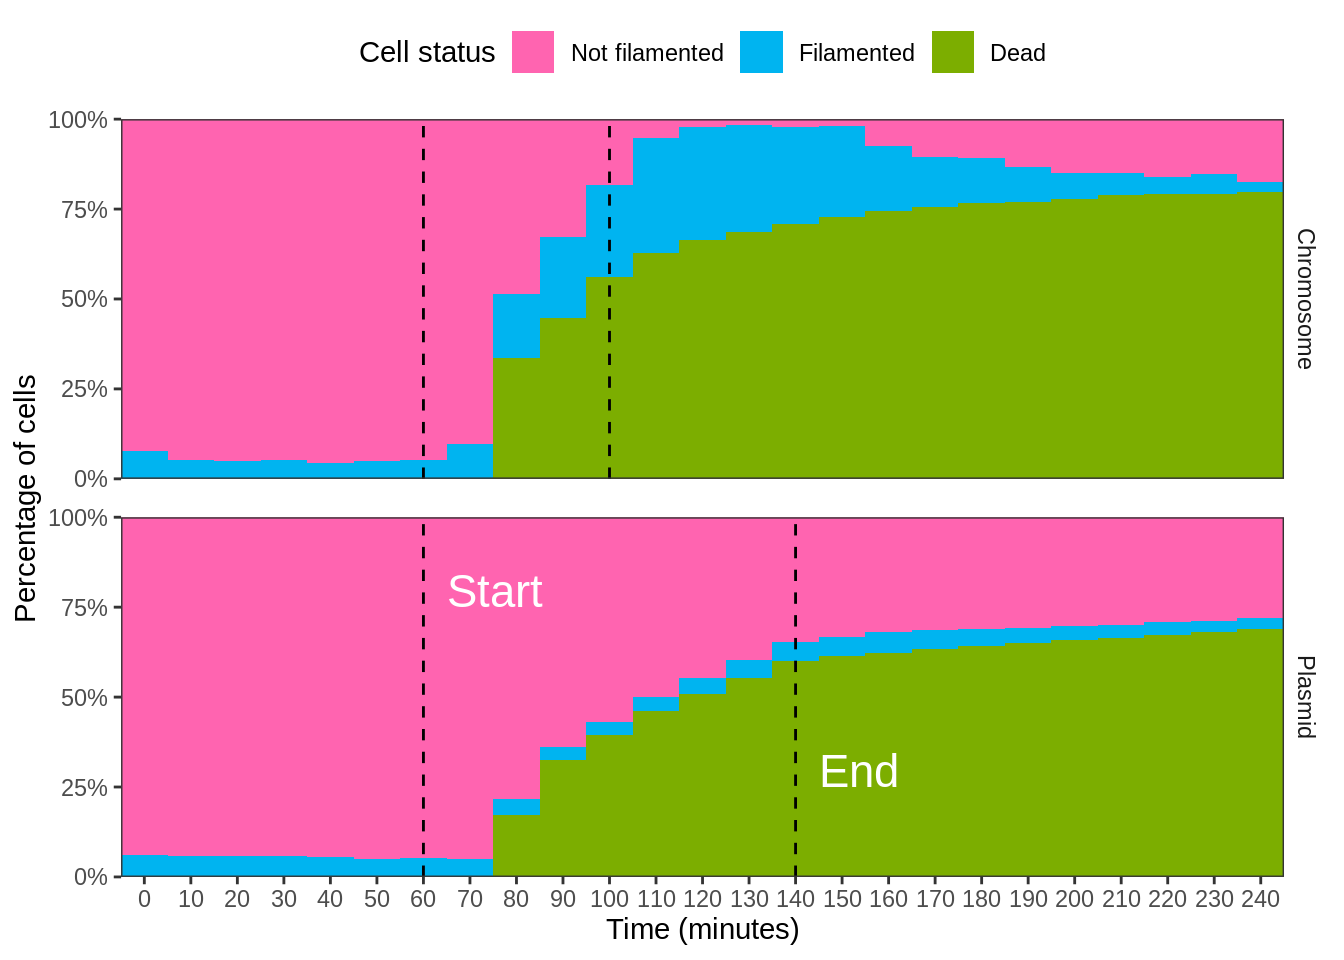 Cell status Not filamented Filamented Dead
100%
75%
50%
25%
0%
Chromosome
Percentage of cells
100%
75%
50%
25%
0%
Start
End
Plasmid
0 10 20 30 40 50 60 70 80 90 100 110 120 130 140 150 160 170 180 190 200 210 220 230 240
Time (minutes)